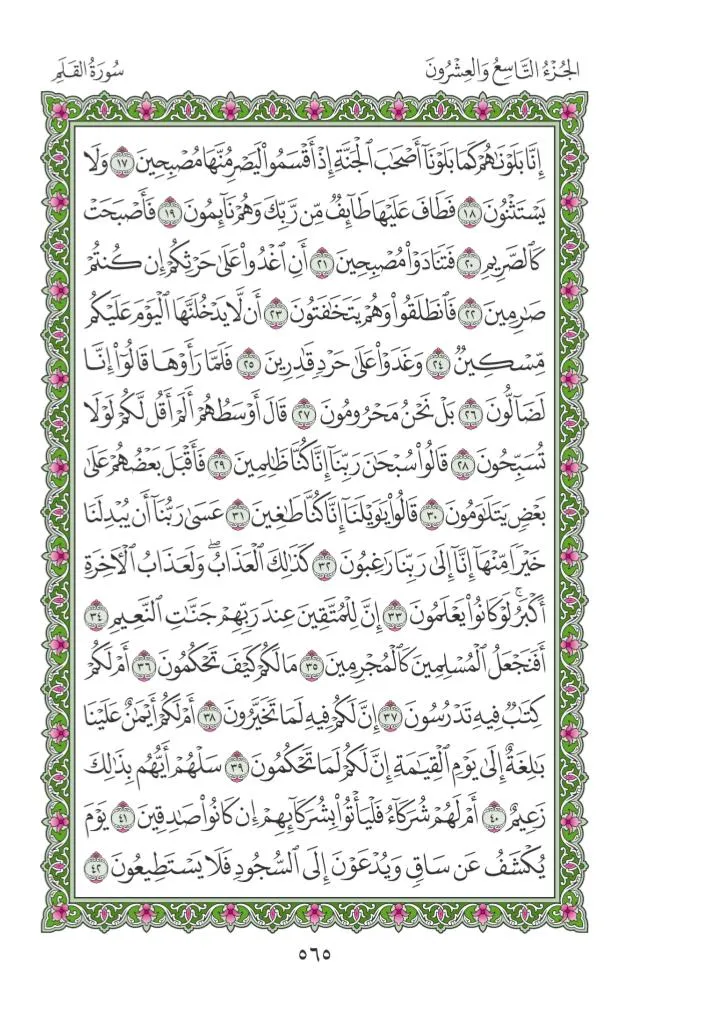 الجُزْءُ التَّاسِعُ وَالعِشْرُونَ
سُورَةُ القَلَمِ
إِنَّا بَلَوْنَٰهُمْ كَمَا بَلَوْنَآ أَصْحَٰبَ ٱلْجَنَّةِ إِذْ أَقْسَمُوا۟ لَيَصْرِمُنَّهَا مُصْبِحِينَ ١٧ وَلَا
يَسْتَثْنُونَ ١٨ فَطَافَ عَلَيْهَا طَآئِفٌ مِّن رَّبِّكَ وَهُمْ نَآئِمُونَ ١٩ فَأَصْبَحَتْ
كَٱلصَّرِيمِ ٢٠ فَتَنَادَوْا۟ مُصْبِحِينَ ٢١ أَنِ ٱغْدُوا۟ عَلَىٰ حَرْثِكُمْ إِن كُنتُمْ
صَٰرِمِينَ ٢٢ فَٱنطَلَقُوا۟ وَهُمْ يَتَخَٰفَتُونَ ٢٣ أَن لَّا يَدْخُلَنَّهَا ٱلْيَوْمَ عَلَيْكُم
مِّسْكِينٌ ٢٤ وَغَدَوْا۟ عَلَىٰ حَرْدٍ قَٰدِرِينَ ٢٥ فَلَمَّا رَأَوْهَا قَالُوٓا۟ إِنَّا
لَضَآلُّونَ ٢٦ بَلْ نَحْنُ مَحْرُومُونَ ٢٧ قَالَ أَوْسَطُهُمْ أَلَمْ أَقُل لَّكُمْ لَوْلَا
تُسَبِّحُونَ ٢٨ قَالُوا۟ سُبْحَٰنَ رَبِّنَآ إِنَّا كُنَّا ظَٰلِمِينَ ٢٩ فَأَقْبَلَ بَعْضُهُمْ عَلَىٰ
بَعْضٍ يَتَلَٰوَمُونَ ٣٠ قَالُوا۟ يَٰوَيْلَنَآ إِنَّا كُنَّا طَٰغِينَ ٣١ عَسَىٰ رَبُّنَآ أَن يُبْدِلَنَا
خَيْرًا مِّنْهَآ إِنَّآ إِلَىٰ رَبِّنَا رَٰغِبُونَ ٣٢ كَذَٰلِكَ ٱلْعَذَابُ ۖ وَلَعَذَابُ ٱلْءَاخِرَةِ
أَكْبَرُ ۚ لَوْ كَانُوا۟ يَعْلَمُونَ ٣٣ إِنَّ لِلْمُتَّقِينَ عِندَ رَبِّهِمْ جَنَّٰتِ ٱلنَّعِيمِ ٣٤
أَفَنَجْعَلُ ٱلْمُسْلِمِينَ كَٱلْمُجْرِمِينَ ٣٥ مَا لَكُمْ كَيْفَ تَحْكُمُونَ ٣٦ أَمْ لَكُمْ
كِتَٰبٌ فِيهِ تَدْرُسُونَ ٣٧ إِنَّ لَكُمْ فِيهِ لَمَا تَخَيَّرُونَ ٣٨ أَمْ لَكُمْ أَيْمَٰنٌ عَلَيْنَا
بَٰلِغَةٌ إِلَىٰ يَوْمِ ٱلْقِيَٰمَةِ إِنَّ لَكُمْ لَمَا تَحْكُمُونَ ٣٩ سَلْهُمْ أَيُّهُم بِذَٰلِكَ
زَعِيمٌ ٤٠ أَمْ لَهُمْ شُرَكَآءُ فَلْيَأْتُوا۟ بِشُرَكَآئِهِمْ إِن كَانُوا۟ صَٰدِقِينَ ٤١ يَوْمَ
يُكْشَفُ عَن سَاقٍ وَيُدْعَوْنَ إِلَى ٱلسُّجُودِ فَلَا يَسْتَطِيعُونَ ٤٢
٥٦٥